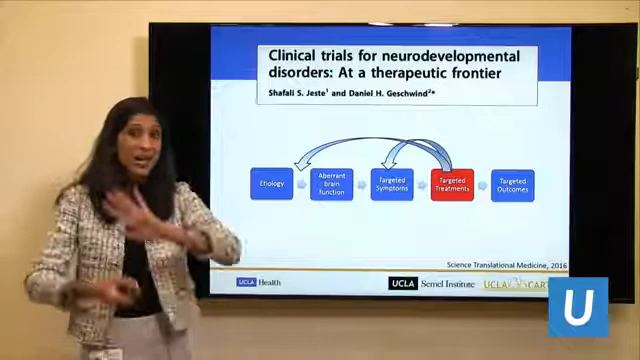 Clinical trials for neurodevelopmental
disorders: At a therapeutic frontier
Shafali S. Jeste¹ and Daniel H. Geschwind²*
Etiology
Aberrant
brain
Function
Targeted
Symptoms
Targeted
Treatments
Targeted
Outcomes
Science Translational Medicine, 2016
UCLA Health
UCLA Semel Institute
UCLA CART
U